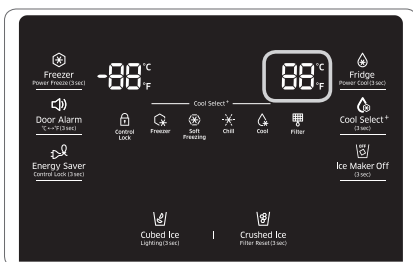 Freezer
Power Freeze (3 sec)
-88 °C
°F
88 °C
°F
Fridge
Power Cool (3 sec)
Door Alarm
°C↔°F(3 sec)
Cool Select+
Control
Lock
Freezer
Soft
Freezing
Chill
Cool
Filter
Cool Select+
(3 sec)
Energy Saver
Control Lock (3 sec)
OFF
Ice Maker Off
(3 sec)
Cubed Ice
Lighting (3 sec)
|
Crushed Ice
Filter Reset (3 sec)